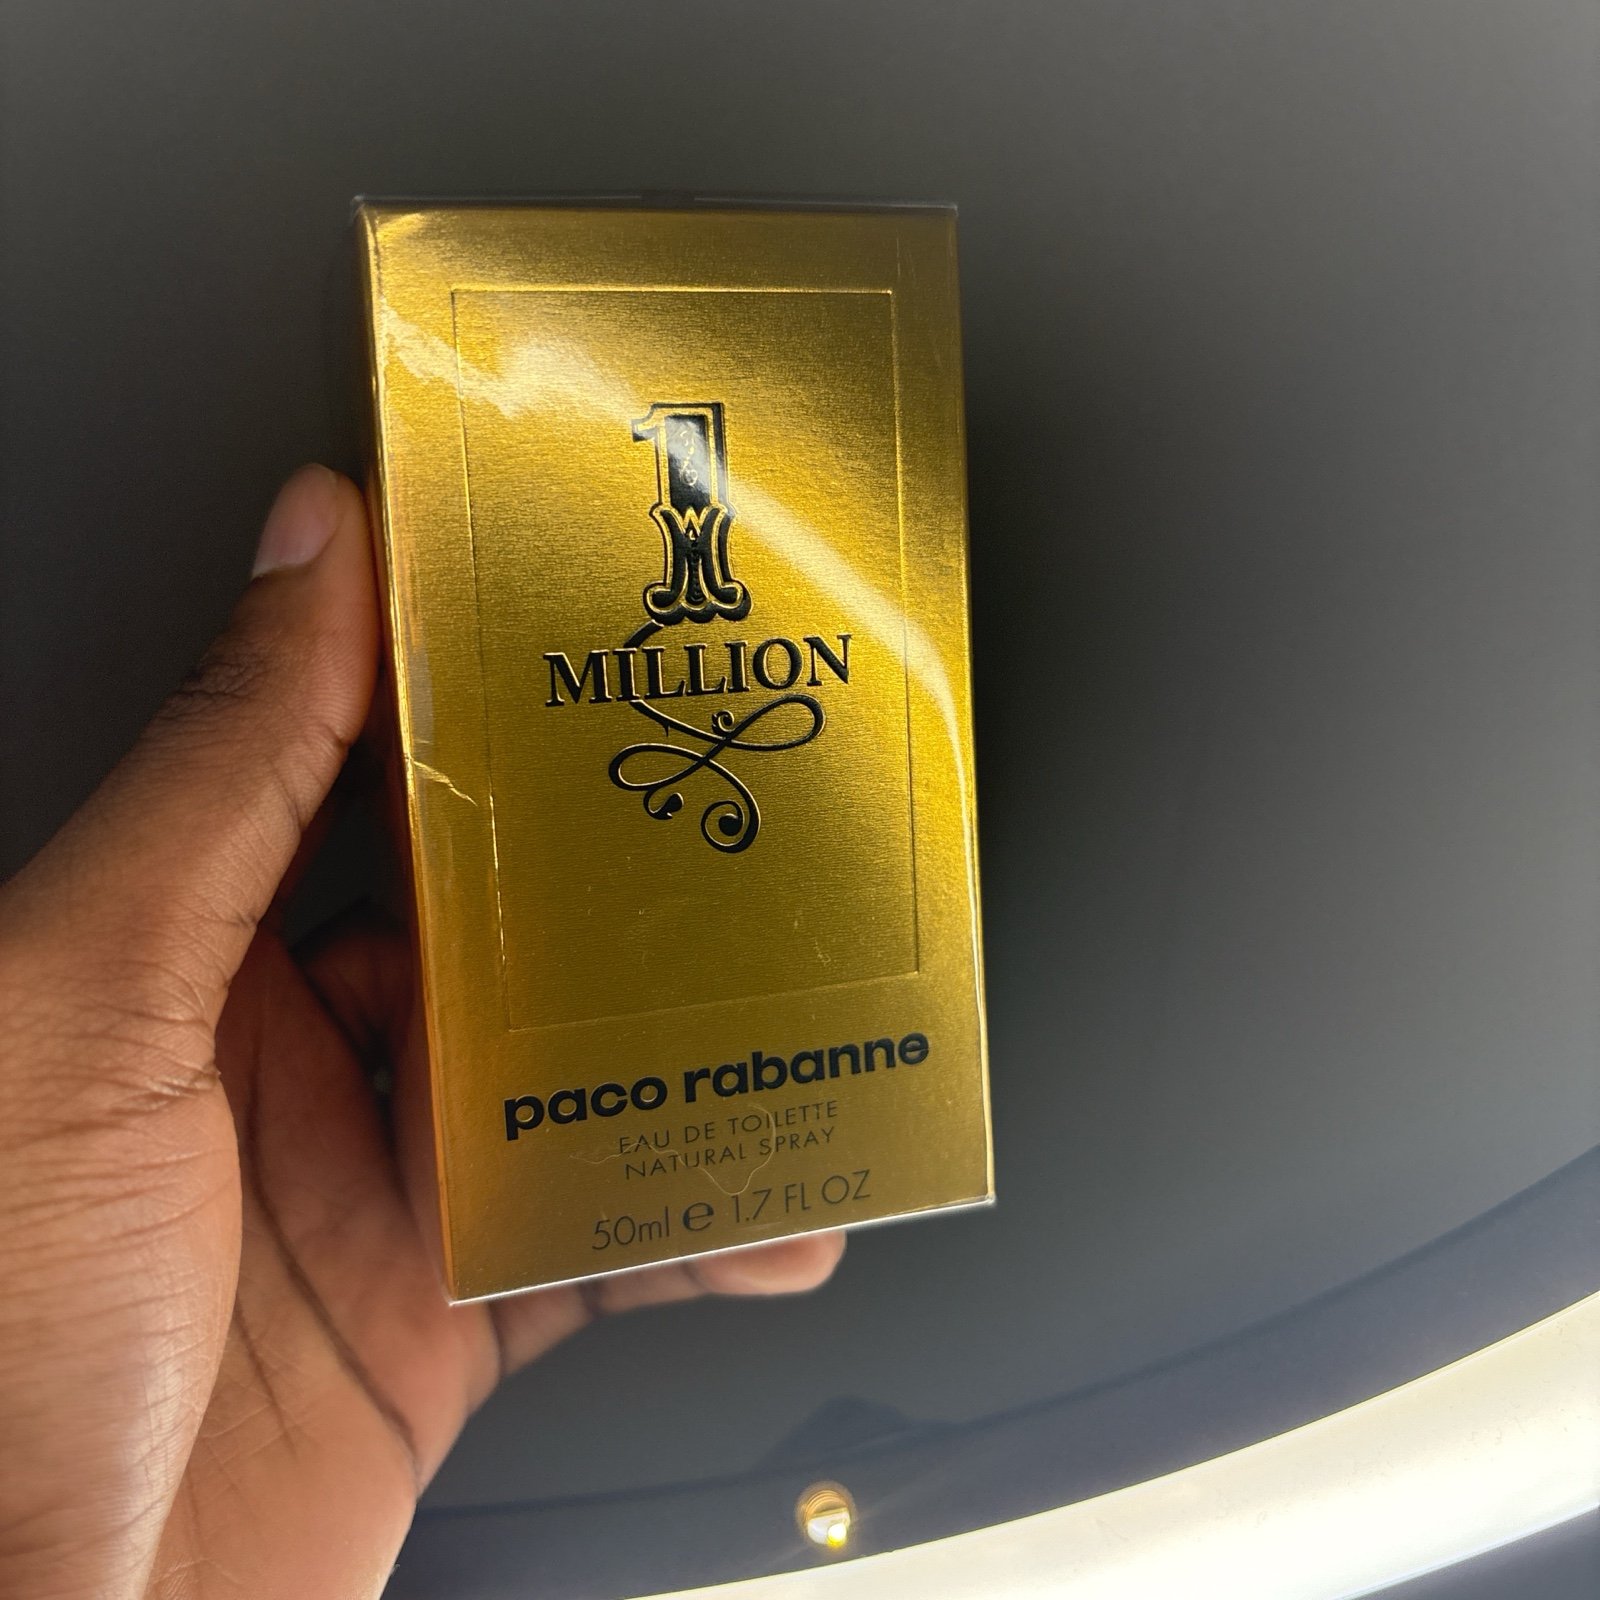 1
MILLION
paco rabanne
EAU DE TOILETTE
NATURAL SPRAY
50ml e 1.7 FL OZ